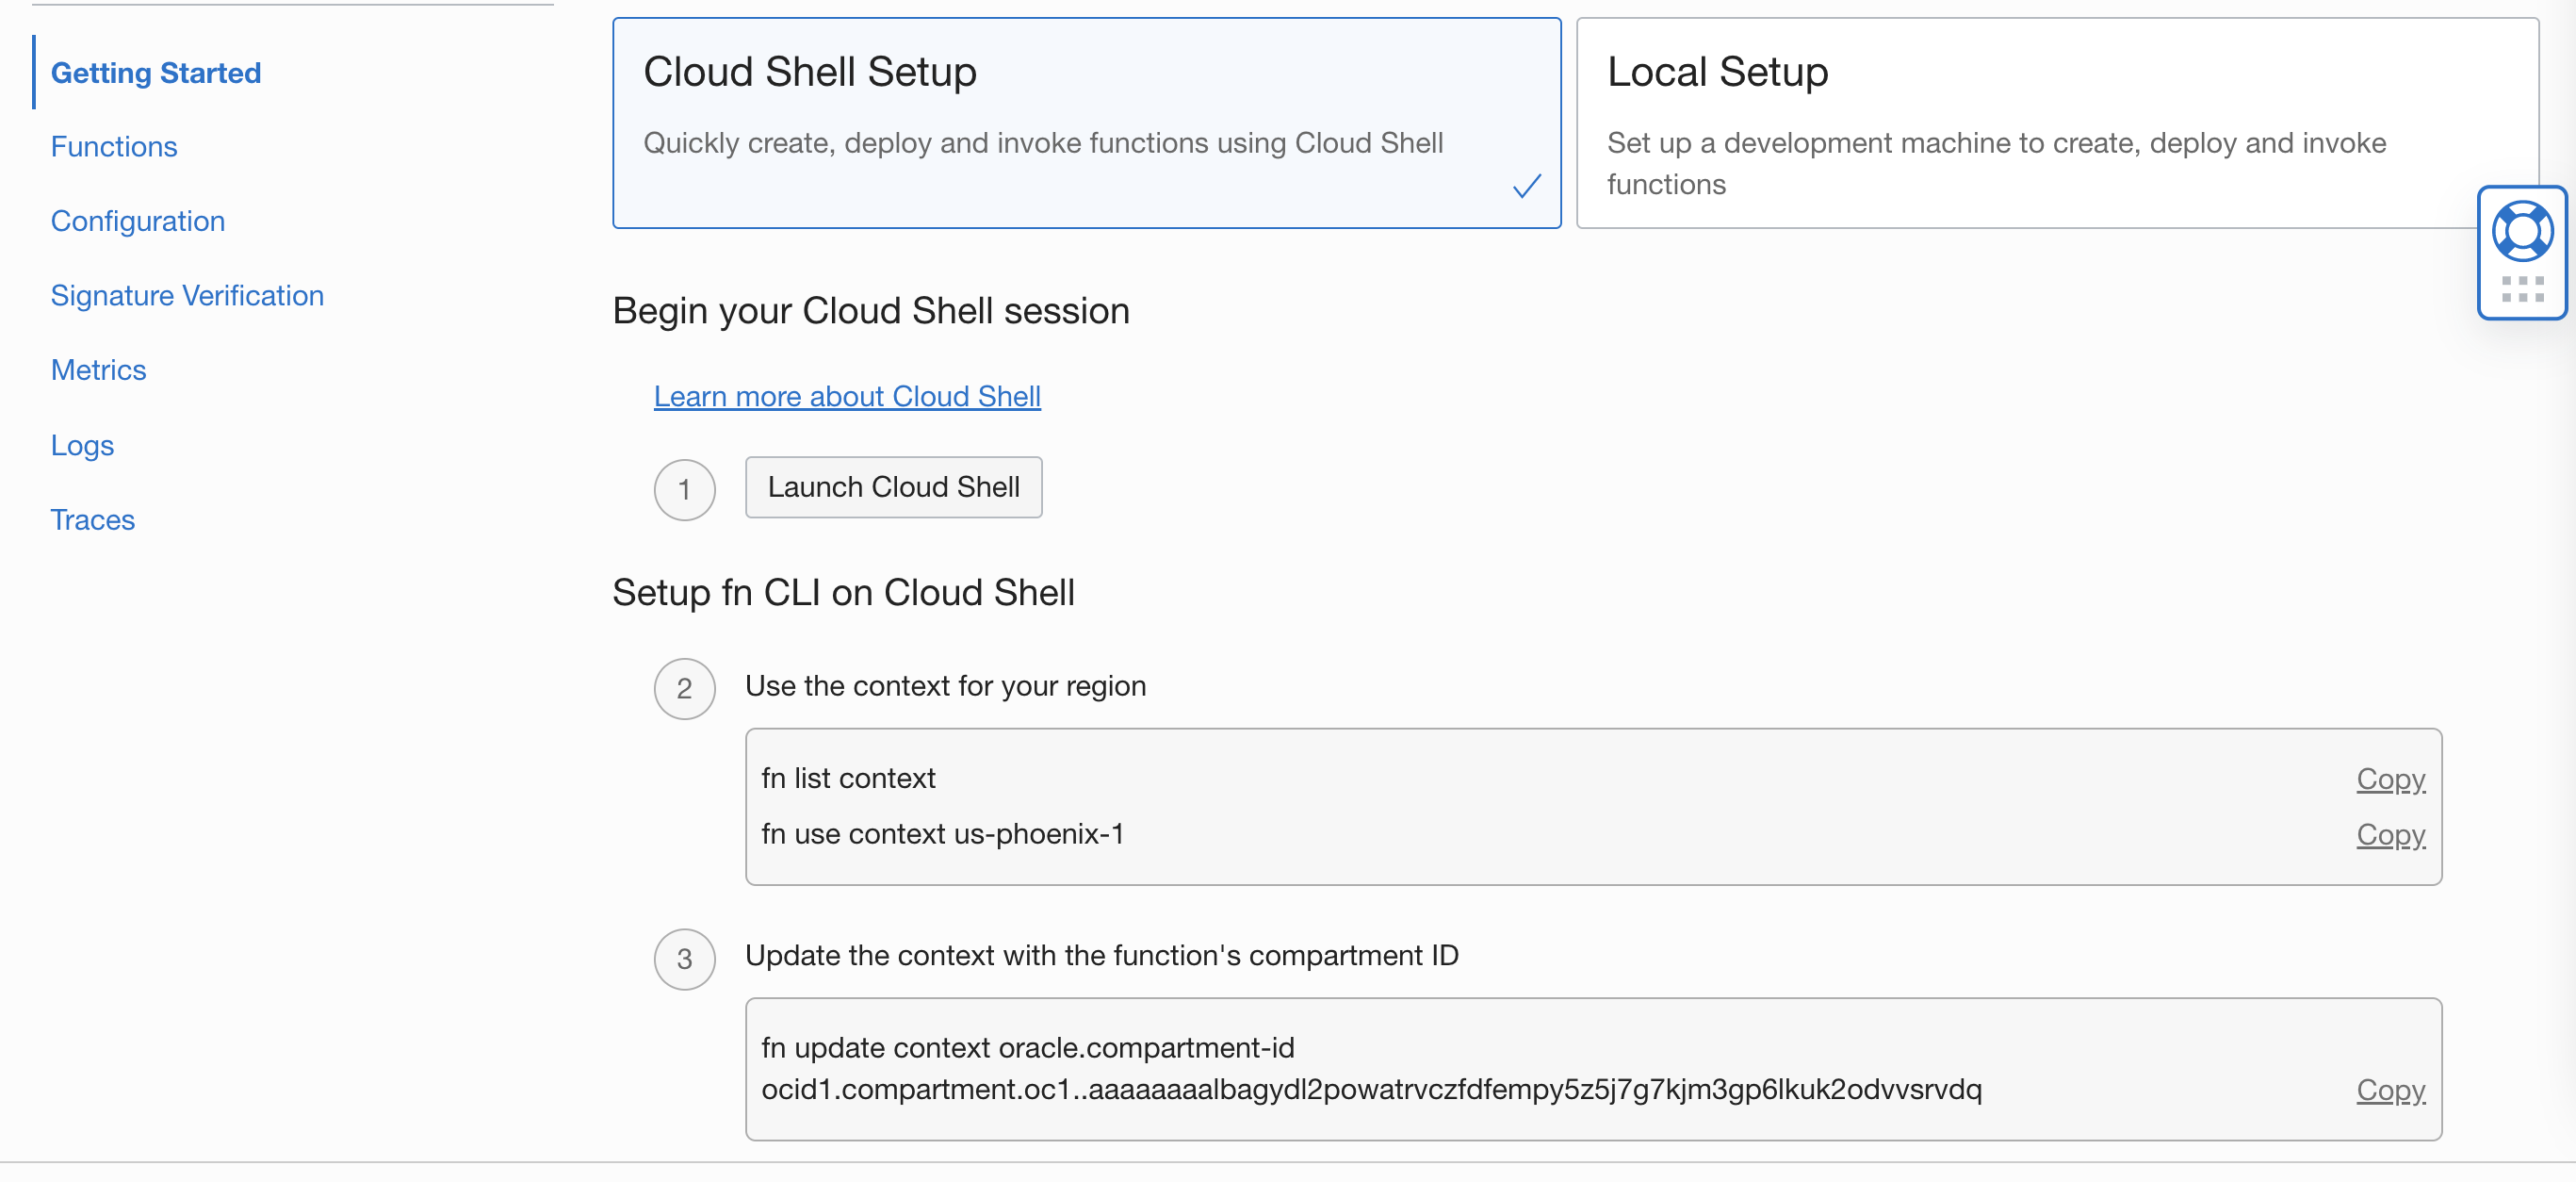 Getting Started
Functions
Configuration
Signature Verification
Metrics
Logs
Traces
Cloud Shell Setup
Quickly create, deploy and invoke functions using Cloud Shell
Local Setup
Set up a development machine to create, deploy and invoke
functions
Begin your Cloud Shell session
Learn more about Cloud Shell
1 Launch Cloud Shell
Setup fn CLI on Cloud Shell
2 Use the context for your region
fn list context Copy
fn use context us-phoenix-1 Copy
3 Update the context with the function's compartment ID
fn update context oracle.compartment-id
ocid1.compartment.oc1..aaaaaaaalbagydl2powatrvczfdfempy5z5j7g7kjm3gp6lkuk2odvvsrvdq Copy